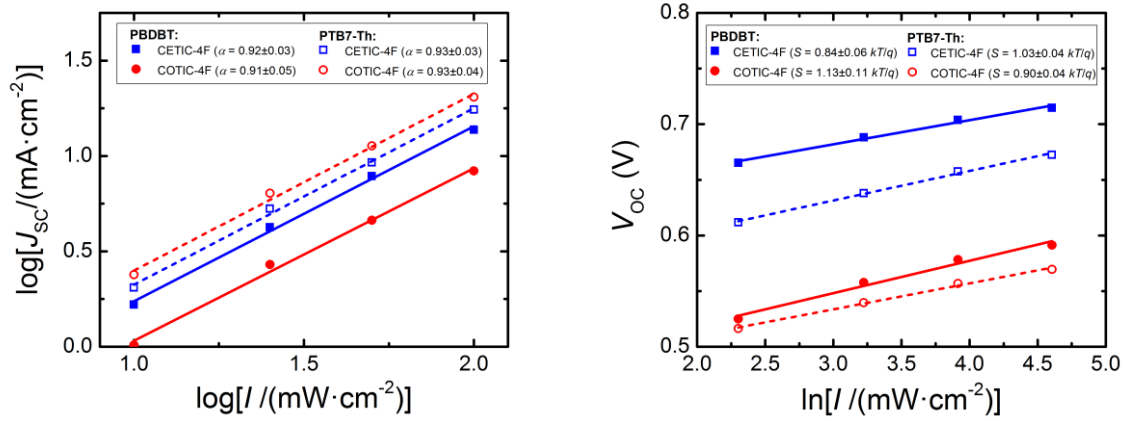 PBDBT: PTB7-Th:
CETIC-4F (α = 0.92±0.03) CETIC-4F (α = 0.93±0.03)
COTIC-4F (α = 0.91±0.05) COTIC-4F (α = 0.93±0.04)
1.5
1.0
0.5
0.0
log[J_SC/(mA·cm⁻²)]
1.0 1.5 2.0
log[I /(mW·cm⁻²)]
PBDBT: PTB7-Th:
CETIC-4F (S = 0.84±0.06 kT/q) CETIC-4F (S = 1.03±0.04 kT/q)
COTIC-4F (S = 1.13±0.11 kT/q) COTIC-4F (S = 0.90±0.04 kT/q)
0.8
0.7
0.6
0.5
V_OC (V)
2.0 2.5 3.0 3.5 4.0 4.5 5.0
ln[I /(mW·cm⁻²)]